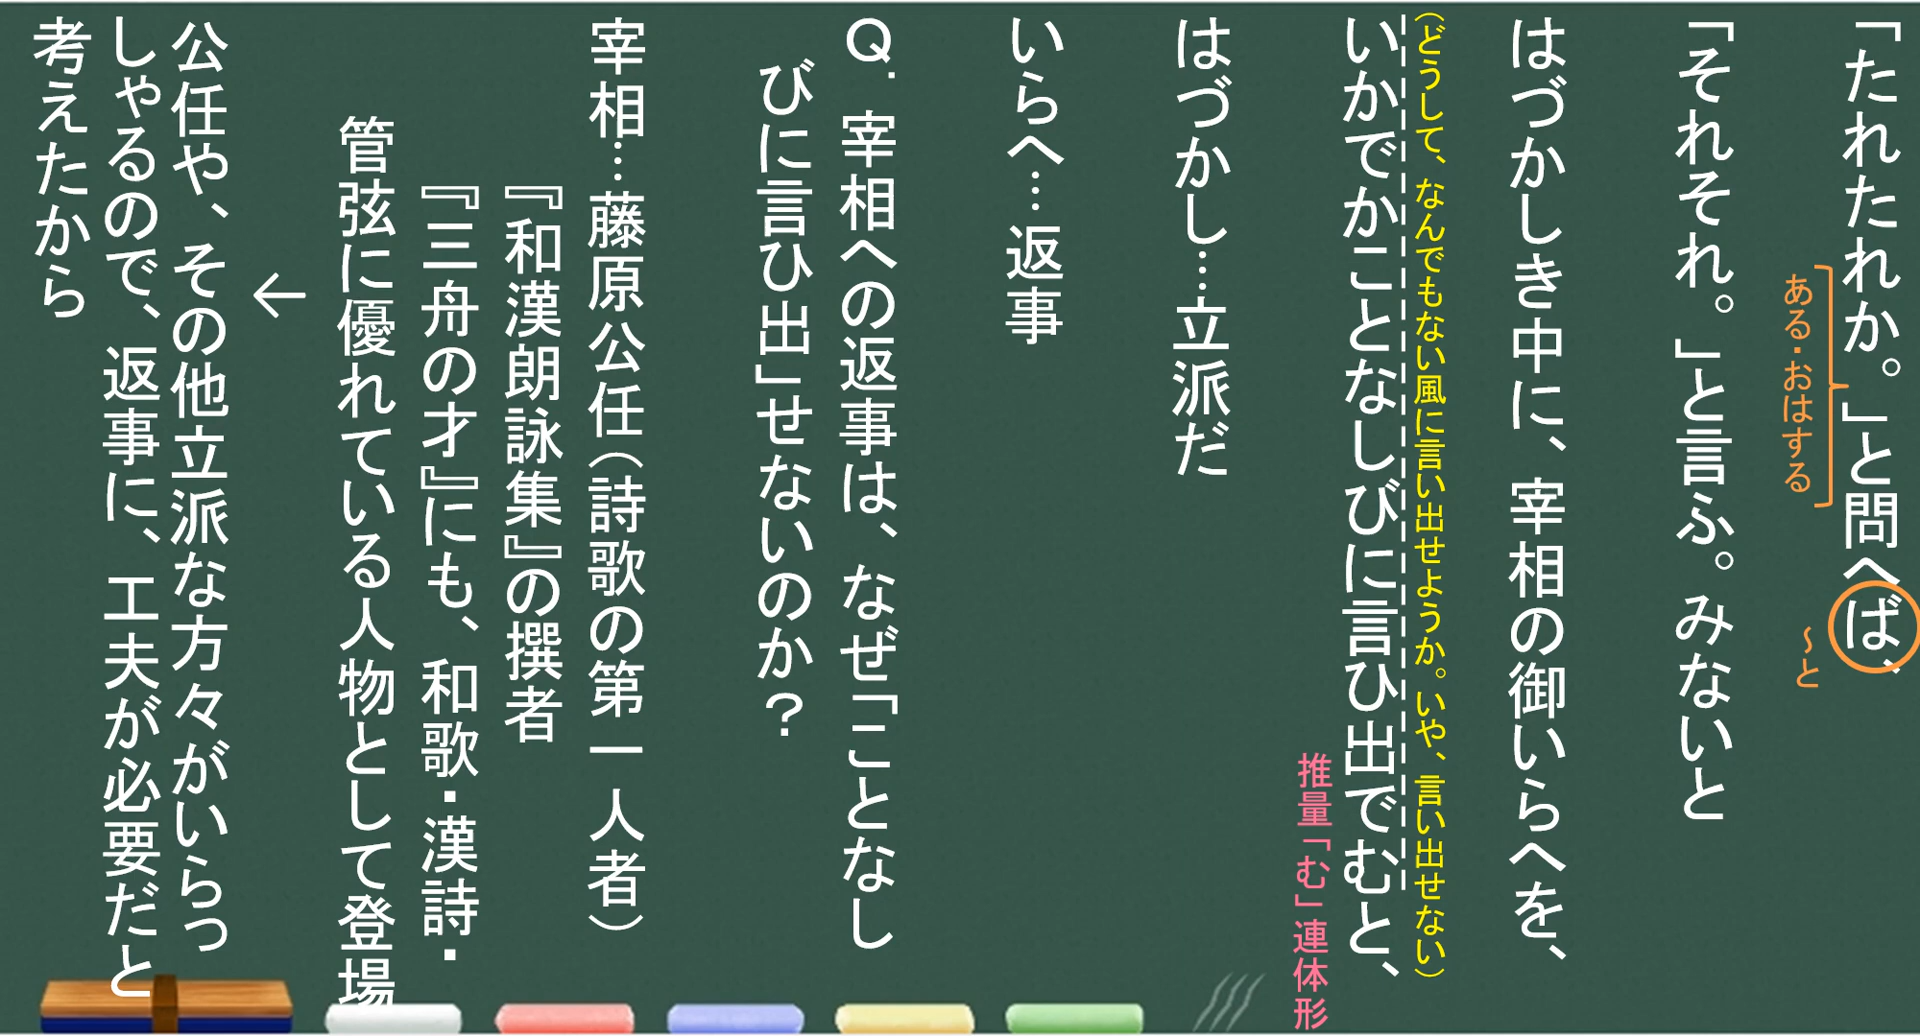 「たれたれか。」と問へば、
ある・おはする
～と
「それそれ。」と言ふ。みないと
はづかしき中に、宰相の御いらへを、
（どうして、なんでもない風に言い出せようか。いや、言い出せない）
いかでかことなしびに言ひ出でむと、
推量「む」連体形
はづかし…立派だ
いらへ…返事
Q．宰相への返事は、なぜ「ことなし
びに言ひ出」せないのか？
宰相…藤原公任（詩歌の第一人者）
『和漢朗詠集』の撰者
『三舟の才』にも、和歌・漢詩・
管弦に優れている人物として登場
←
公任や、その他立派な方々がいらっ
しゃるので、返事に、工夫が必要だと
考えたから